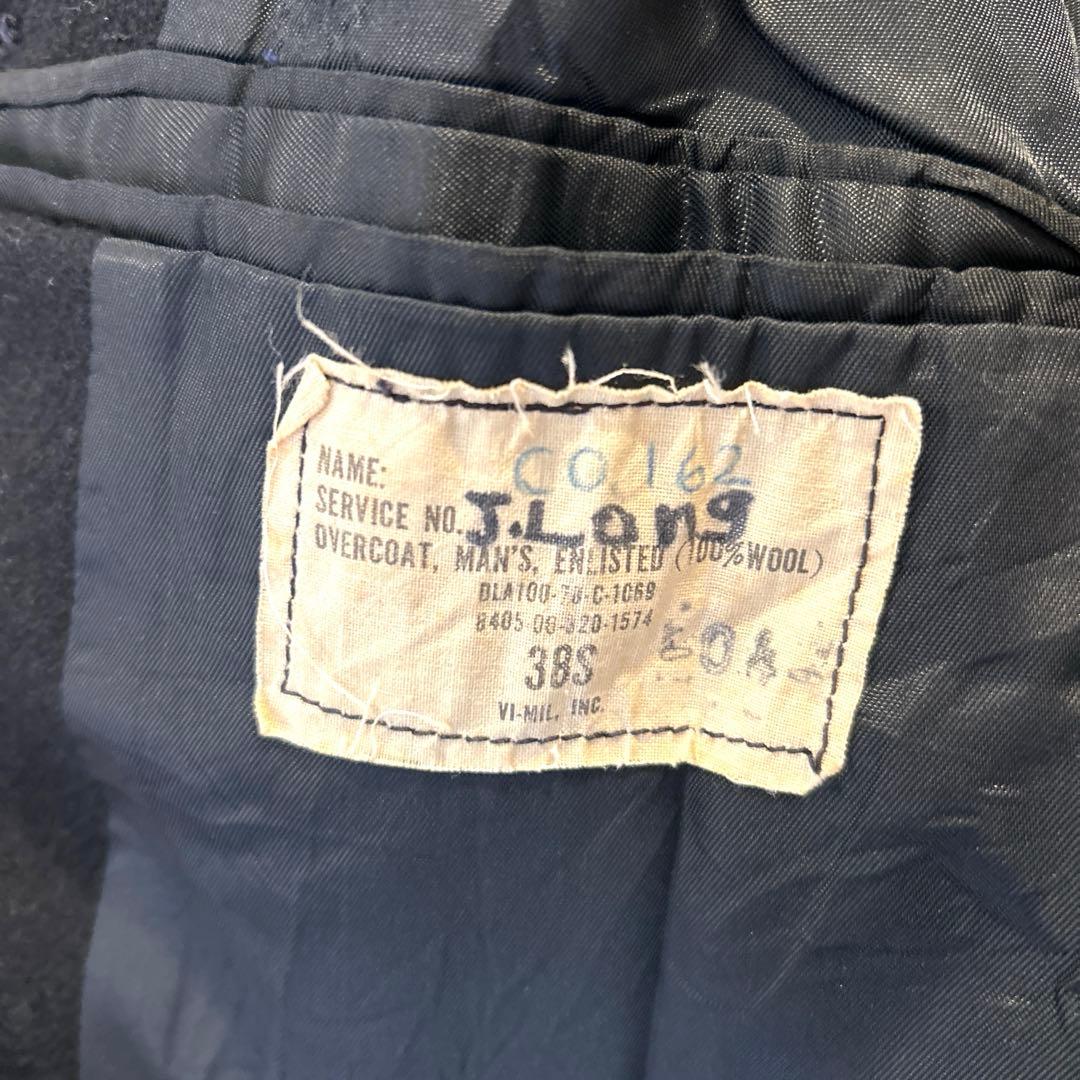 CO 162
NAME:
J.Long
SERVICE NO.
OVERCOAT, MAN'S, ENLISTED (100% WOOL)
8405-00-320-1574
38S
VI-MIL, INC.